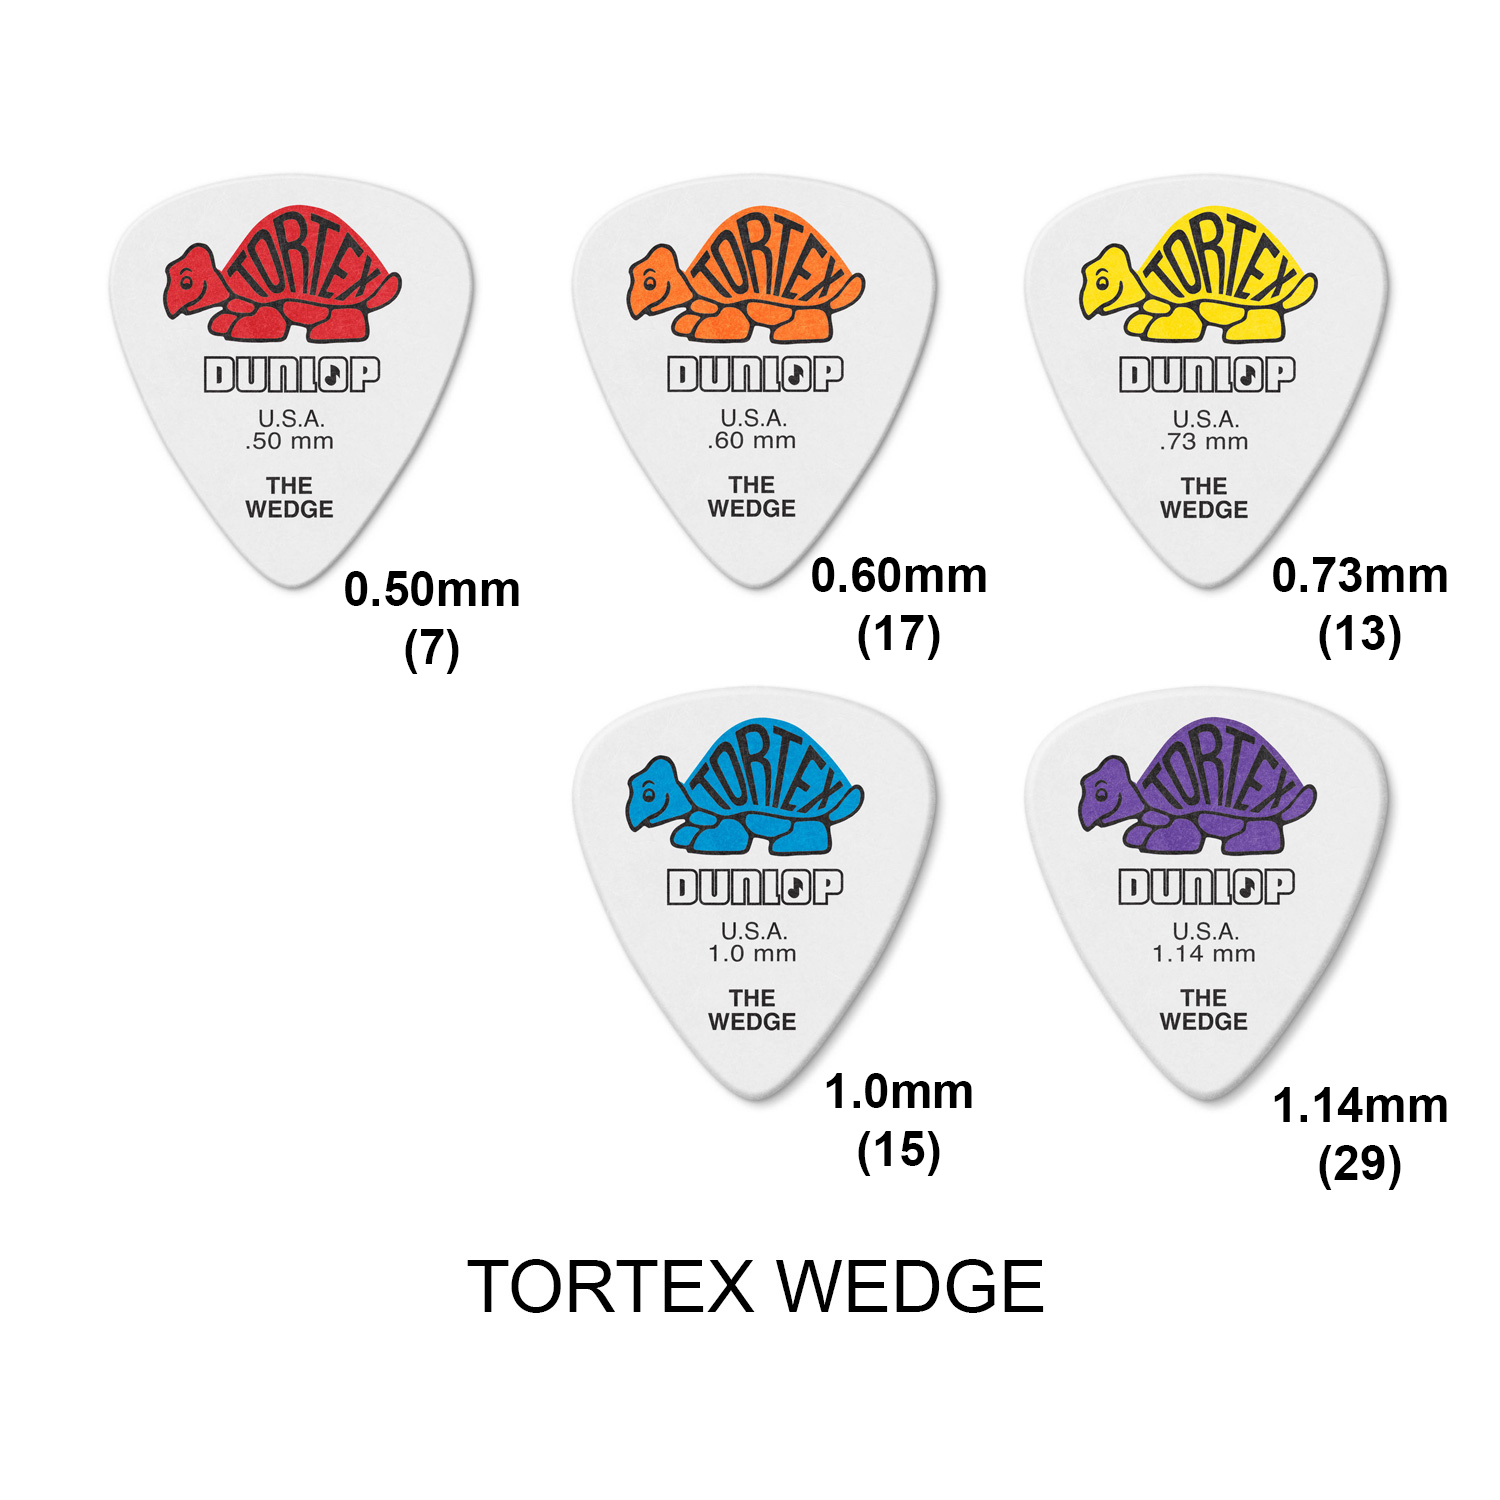 TORTEX
DUNLOP
U.S.A.
.50 mm
THE
WEDGE
0.50mm
(7)
TORTEX
DUNLOP
U.S.A.
.60 mm
THE
WEDGE
0.60mm
(17)
TORTEX
DUNLOP
U.S.A.
.73 mm
THE
WEDGE
0.73mm
(13)
TORTEX
DUNLOP
U.S.A.
1.0 mm
THE
WEDGE
1.0mm
(15)
TORTEX
DUNLOP
U.S.A.
1.14 mm
THE
WEDGE
1.14mm
(29)
TORTEX WEDGE